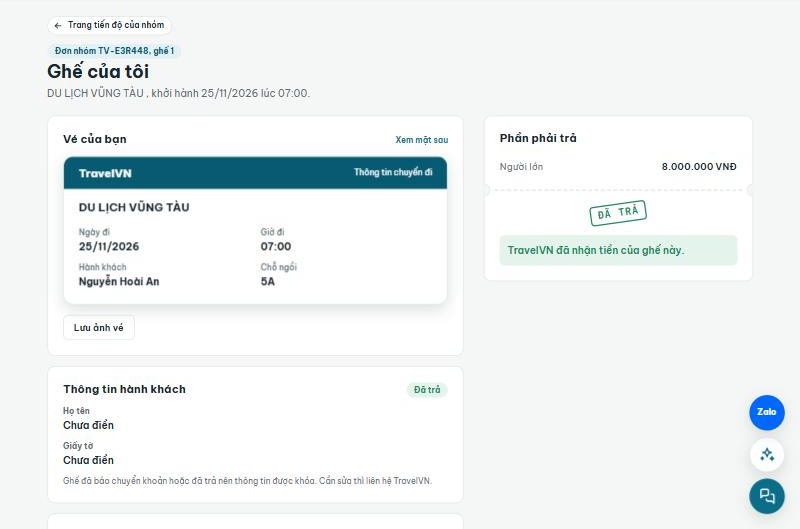 ← Trang tiến độ của nhóm
Đơn nhóm TV-E3R448, ghế 1
Ghế của tôi
DU LỊCH VŨNG TÀU , khởi hành 25/11/2026 lúc 07:00.
Vé của bạn
Xem mặt sau
TravelVN
Thông tin chuyến đi
DU LỊCH VŨNG TÀU
Ngày đi
Giờ đi
25/11/2026
07:00
Hành khách
Chỗ ngồi
Nguyễn Hoài An
5A
Lưu ảnh vé
Thông tin hành khách
Đã trả
Họ tên
Chưa điền
Giấy tờ
Chưa điền
Ghế đã báo chuyển khoản hoặc đã trả nên thông tin được khóa. Cần sửa thì liên hệ TravelVN.
Phần phải trả
Người lớn
8.000.000 VNĐ
ĐÃ TRẢ
TravelVN đã nhận tiền của ghế này.
Zalo